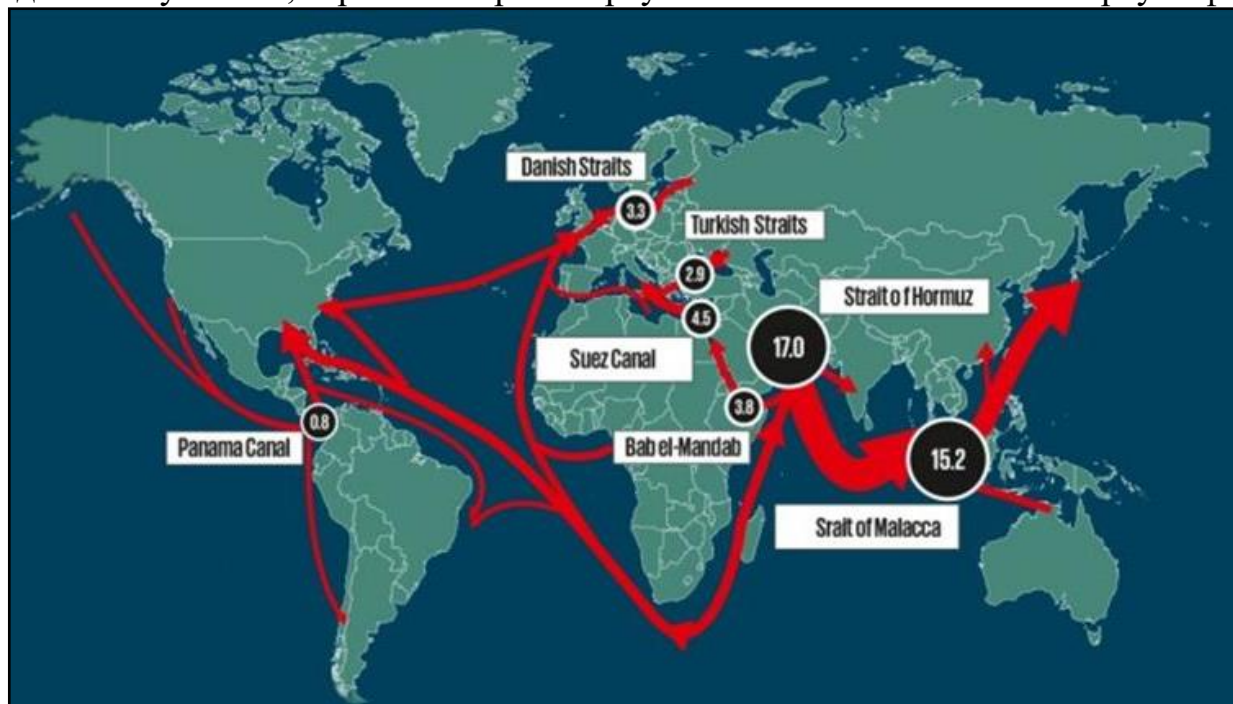 Danish Straits
3.3
Turkish Straits
2.9
Strait of Hormuz
4.5
17.0
Suez Canal
3.8
0.8
Panama Canal
Bab el-Mandab
15.2
Srait of Malacca